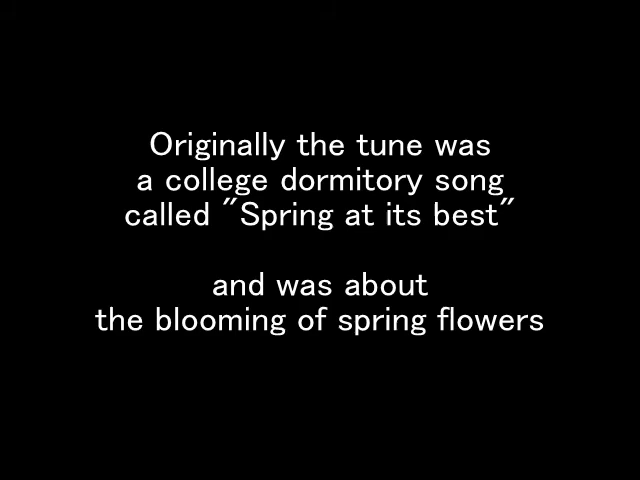 Originally the tune was
a college dormitory song
called "Spring at its best"
and was about
the blooming of spring flowers